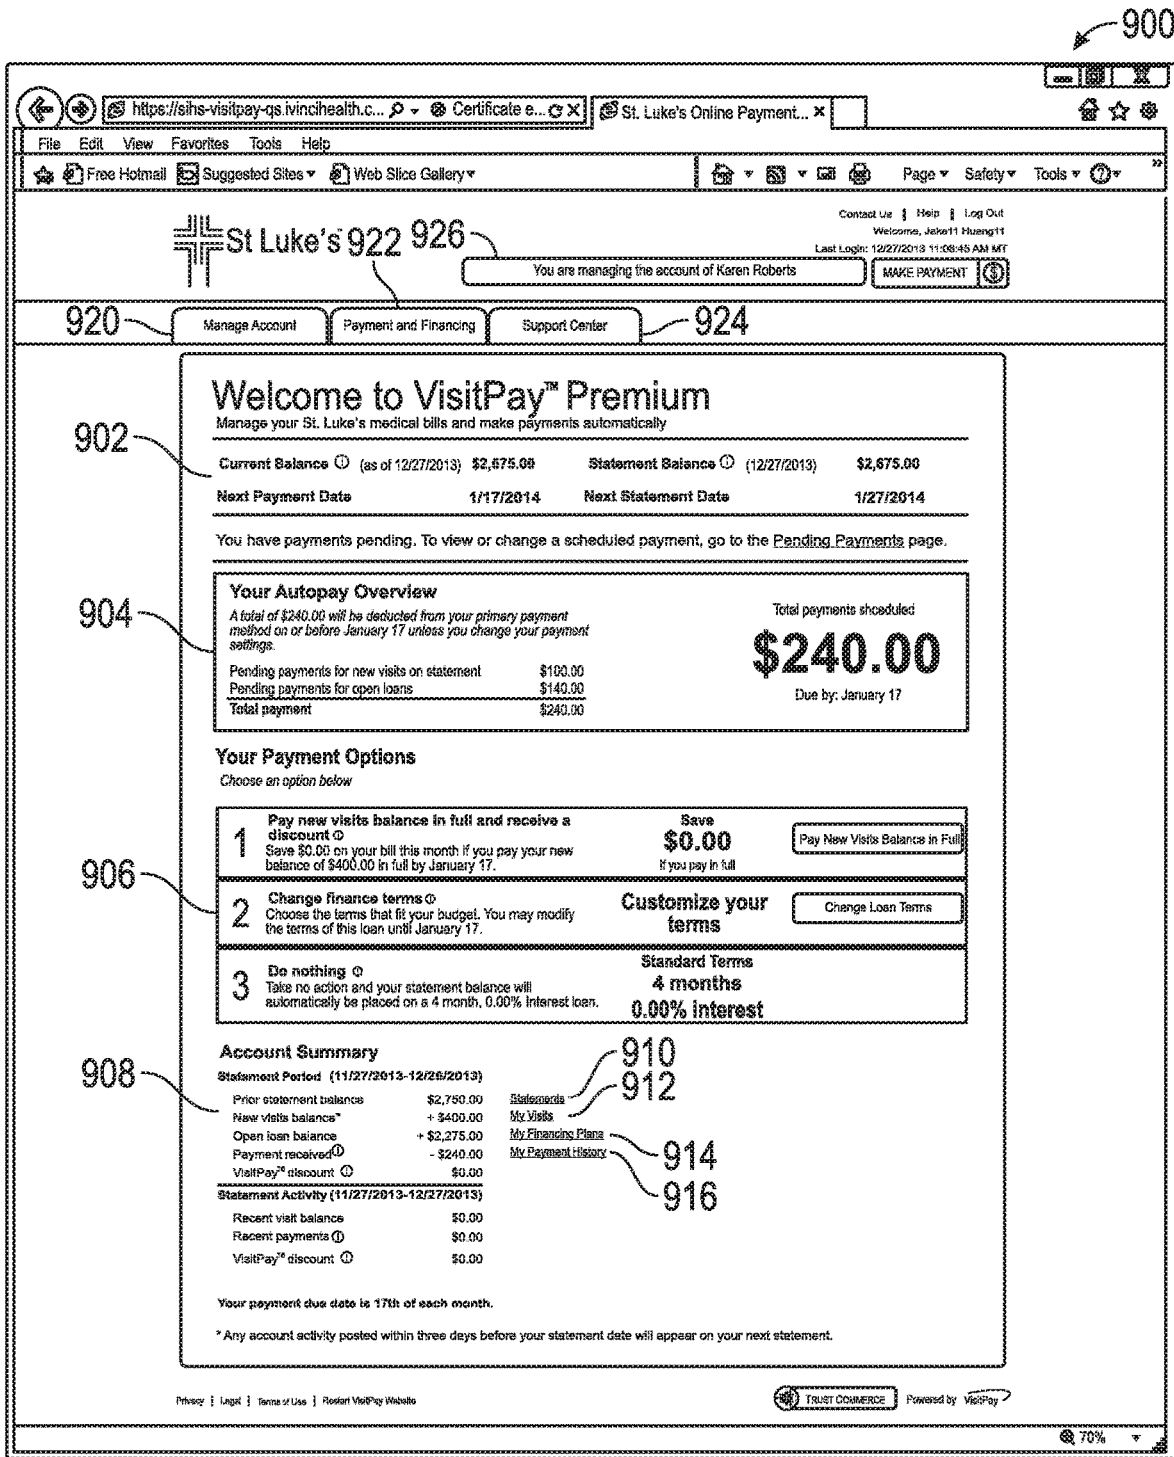 900
https://sihs-visitpay-qs.ivincihealth.c... Certificate e... St. Luke's Online Payment... X
File Edit View Favorites Tools Help
Free Hotmail Suggested Sites Web Slice Gallery Page Safety Tools
Contact Us | Help | Log Out
Welcome, Jake11 Huang11
Last Login: 12/27/2013 11:08:45 AM MT
St Luke's 922 926
You are managing the account of Karen Roberts MAKE PAYMENT
920 Manage Account Payment and Financing Support Center 924
Welcome to VisitPay™ Premium
Manage your St. Luke's medical bills and make payments automatically
902
Current Balance (as of 12/27/2013) $2,675.00 Statement Balance (12/27/2013) $2,675.00
Next Payment Date 1/17/2014 Next Statement Date 1/27/2014
You have payments pending. To view or change a scheduled payment, go to the Pending Payments page.
904
Your Autopay Overview
A total of $240.00 will be deducted from your primary payment
method on or before January 17 unless you change your payment
settings.
Pending payments for new visits on statement $100.00
Pending payments for open loans $140.00
Total payment $240.00
Total payments shceduled
$240.00
Due by: January 17
Your Payment Options
Choose an option below
906
1 Pay new visits balance in full and receive a
discount
Save $0.00 on your bill this month if you pay your new
balance of $400.00 in full by January 17.
Save
$0.00
if you pay in full
Pay New Visits Balance in Full
2 Change finance terms
Choose the terms that fit your budget. You may modify
the terms of this loan until January 17.
Customize your
terms
Change Loan Terms
3 Do nothing
Take no action and your statement balance will
automatically be placed on a 4 month, 0.00% interest loan.
Standard Terms
4 months
0.00% interest
908
Account Summary
Statement Period (11/27/2013-12/26/2013)
Prior statement balance $2,750.00 Statements 910
New visits balance* + $400.00 My Visits 912
Open loan balance + $2,275.00 My Financing Plans 914
Payment received - $240.00 My Payment History 916
VisitPay discount $0.00
Statement Activity (11/27/2013-12/27/2013)
Recent visit balance $0.00
Recent payments $0.00
VisitPay discount $0.00
Your payment due date is 17th of each month.
* Any account activity posted within three days before your statement date will appear on your next statement.
Privacy | Legal | Terms of Use | Restart VisitPay Website TRUST COMMERCE Powered by VisitPay
70%